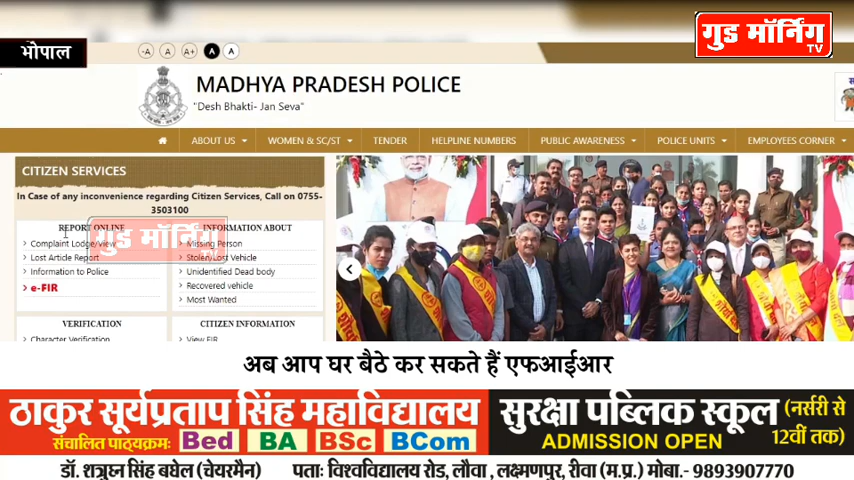 गुड मॉर्निंग
TV
भोपाल
-A A A+ A A
MADHYA PRADESH POLICE
"Desh Bhakti- Jan Seva"
ABOUT US WOMEN & SC/ST TENDER HELPLINE NUMBERS PUBLIC AWARENESS POLICE UNITS EMPLOYEES CORNER
CITIZEN SERVICES
In Case of any inconvenience regarding Citizen Services, Call on 0755-
3503100
REPORT ONLINE
Complaint Lodge/View
Lost Article Report
Information to Police
e-FIR
INFORMATION ABOUT
Missing Person
Stolen/Lost Vehicle
Unidentified Dead body
Recovered vehicle
Most Wanted
गुड मॉर्निंग
VERIFICATION
Character Verification
CITIZEN INFORMATION
View FIR
अब आप घर बैठे कर सकते हैं एफआईआर
ठाकुर सूर्यप्रताप सिंह महाविद्यालय
संचालित पाठ्यक्रमः Bed BA BSc BCom
सुरक्षा पब्लिक स्कूल (नर्सरी से
12वीं तक)
ADMISSION OPEN
डॉ. शत्रुघ्न सिंह बघेल (चेयरमैन) पताः विश्वविद्यालय रोड, लौवा , लक्ष्मणपुर, रीवा (म.प्र.) मोबा.- 9893907770